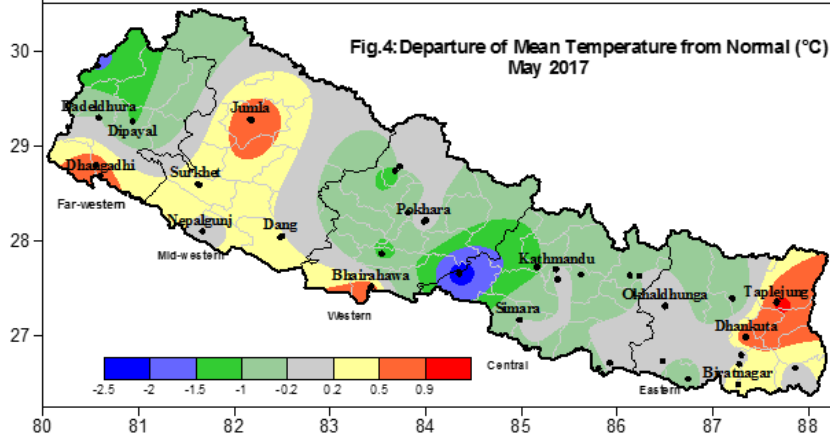 Fig.4:Departure of Mean Temperature from Normal (°C)
May 2017
30
29
28
27
Dadeldhura
Dipayal
Jumla
Dhangadhi
Surkhet
Far-western
Nepalgunj
Dang
Mid-western
Pokhara
Bhairahawa
Western
Kathmandu
Simara
Okhaldhunga
Taplejung
Dhankuta
Biratnagar
Central
Eastern
-2.5 -2 -1.5 -1 -0.2 0.2 0.5 0.9
80 81 82 83 84 85 86 87 88